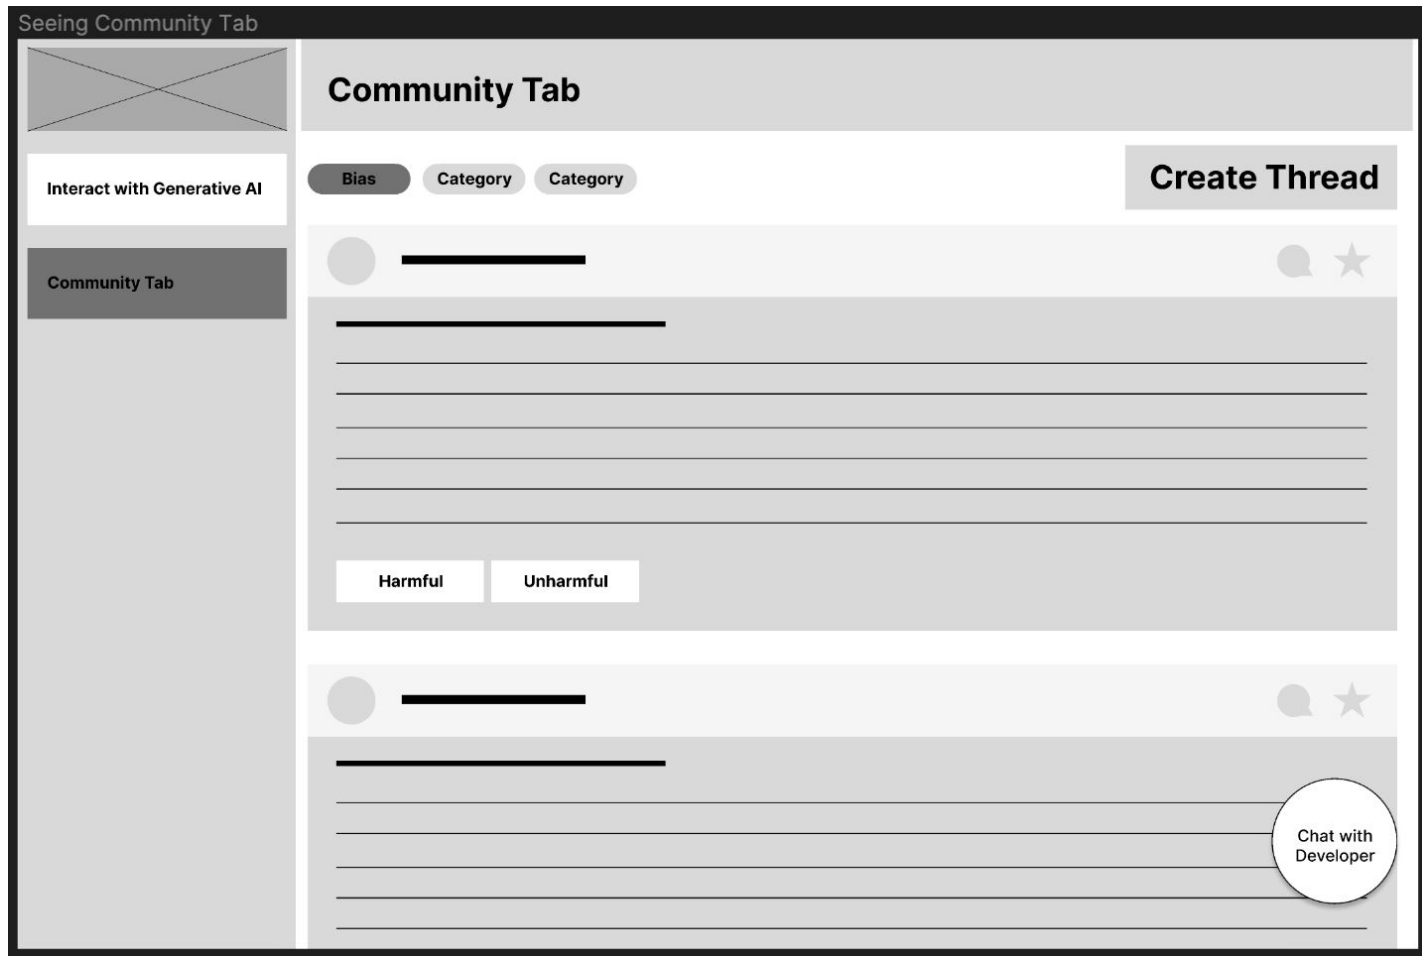 Seeing Community Tab
Community Tab
Interact with Generative AI
Bias
Category
Category
Create Thread
Community Tab
Harmful
Unharmful
Chat with
Developer